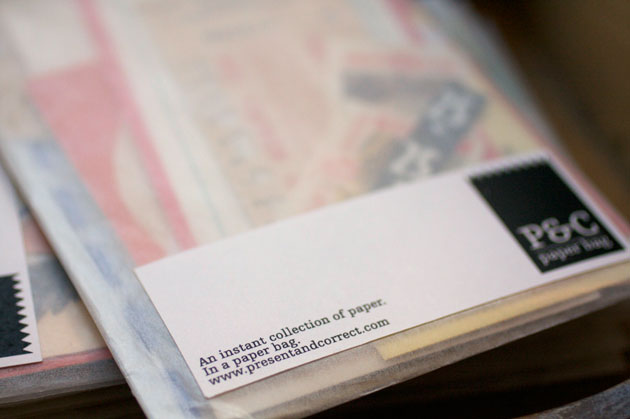 P&C
paper bag
An instant collection of paper.
In a paper bag.
www.presentandcorrect.com